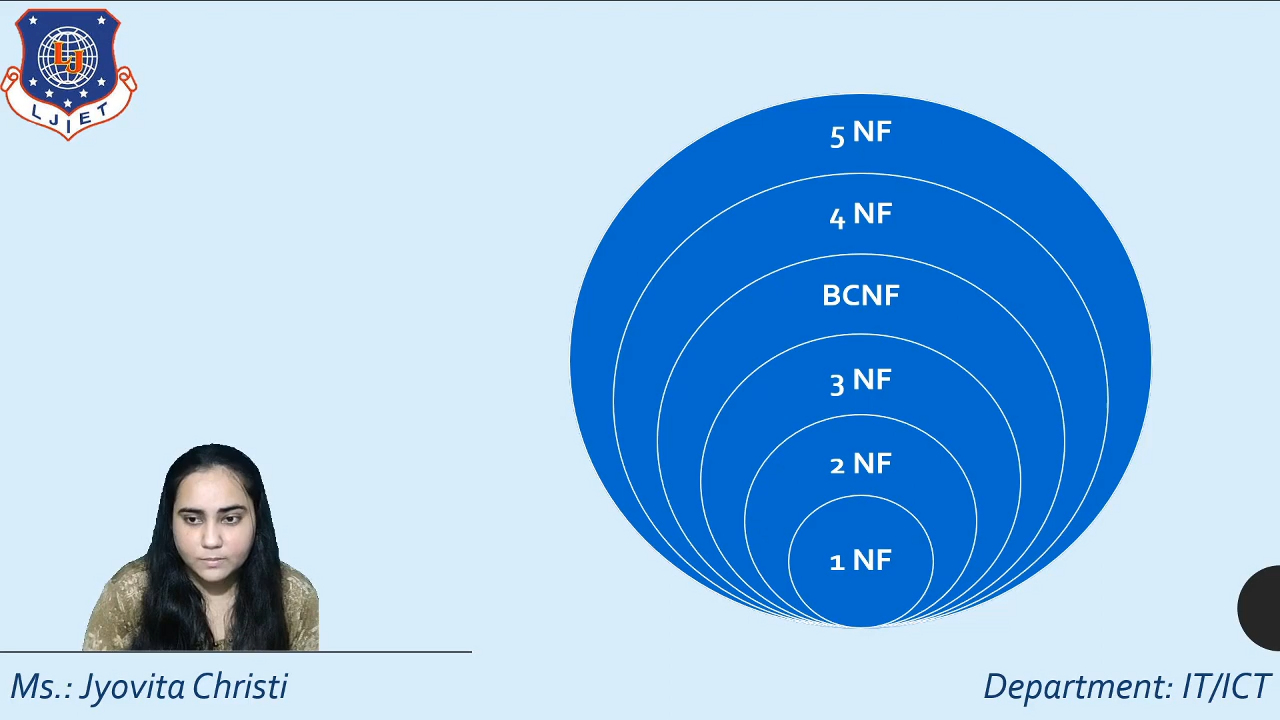 LJ
LJIET
5 NF
4 NF
BCNF
3 NF
2 NF
1 NF
Ms.: Jyovita Christi
Department: IT/ICT